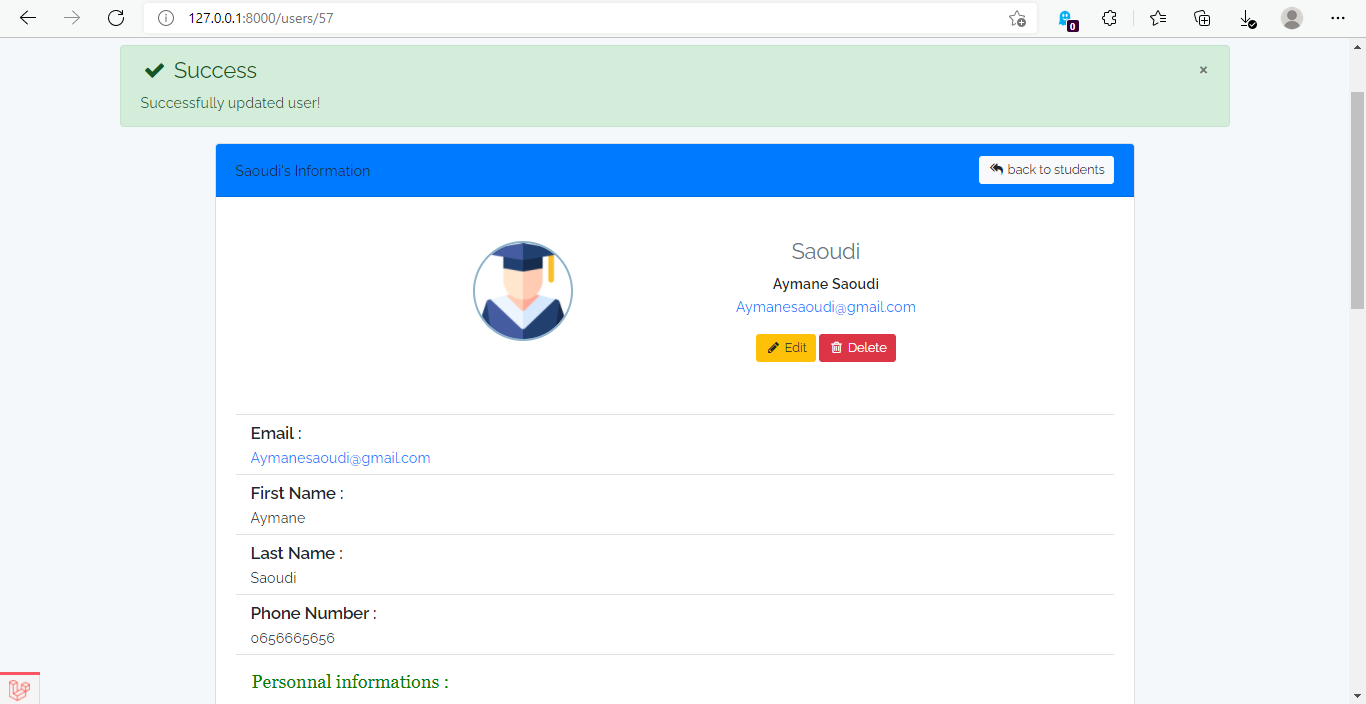 127.0.0.1:8000/users/57
0
Success
×
Successfully updated user!
Saoudi's Information
back to students
Saoudi
Aymane Saoudi
Aymanesaoudi@gmail.com
Edit
Delete
Email :
Aymanesaoudi@gmail.com
First Name :
Aymane
Last Name :
Saoudi
Phone Number :
0656665656
Personnal informations :